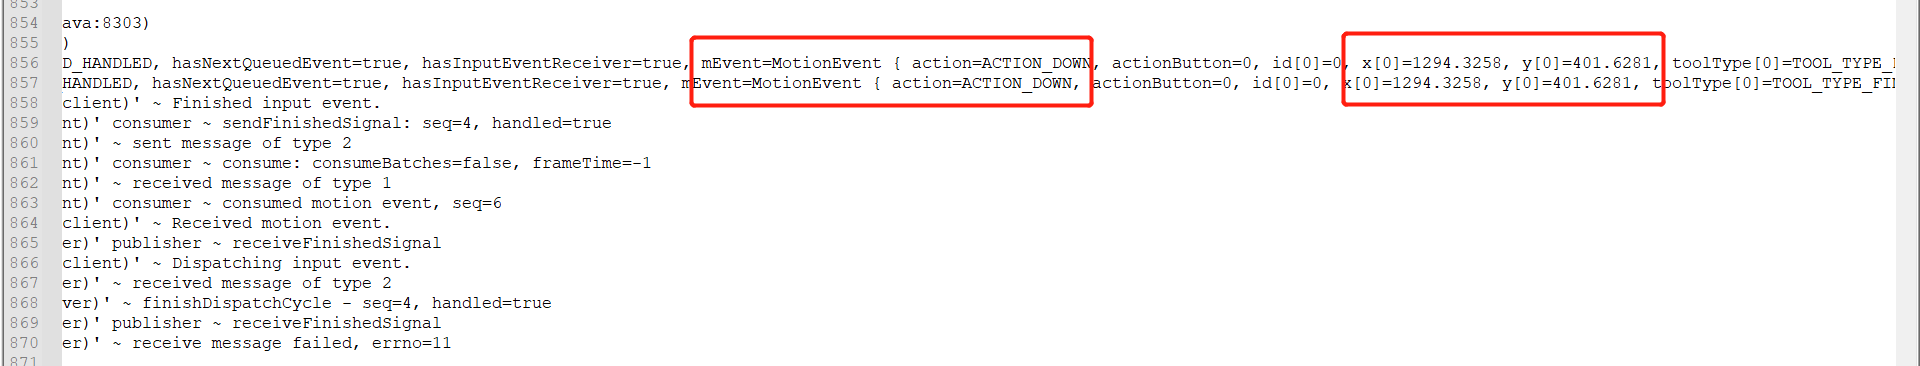 853
854 ava:8303)
855 )
856 D_HANDLED, hasNextQueuedEvent=true, hasInputEventReceiver=true, mEvent=MotionEvent { action=ACTION_DOWN, actionButton=0, id[0]=0, x[0]=1294.3258, y[0]=401.6281, toolType[0]=TOOL_TYPE_
857 HANDLED, hasNextQueuedEvent=true, hasInputEventReceiver=true, mEvent=MotionEvent { action=ACTION_DOWN, actionButton=0, id[0]=0, x[0]=1294.3258, y[0]=401.6281, toolType[0]=TOOL_TYPE_FI
858 client)' ~ Finished input event.
859 nt)' consumer ~ sendFinishedSignal: seq=4, handled=true
860 nt)' ~ sent message of type 2
861 nt)' consumer ~ consume: consumeBatches=false, frameTime=-1
862 nt)' ~ received message of type 1
863 nt)' consumer ~ consumed motion event, seq=6
864 client)' ~ Received motion event.
865 er)' publisher ~ receiveFinishedSignal
866 client)' ~ Dispatching input event.
867 er)' ~ received message of type 2
868 ver)' ~ finishDispatchCycle - seq=4, handled=true
869 er)' publisher ~ receiveFinishedSignal
870 er)' ~ receive message failed, errno=11
871